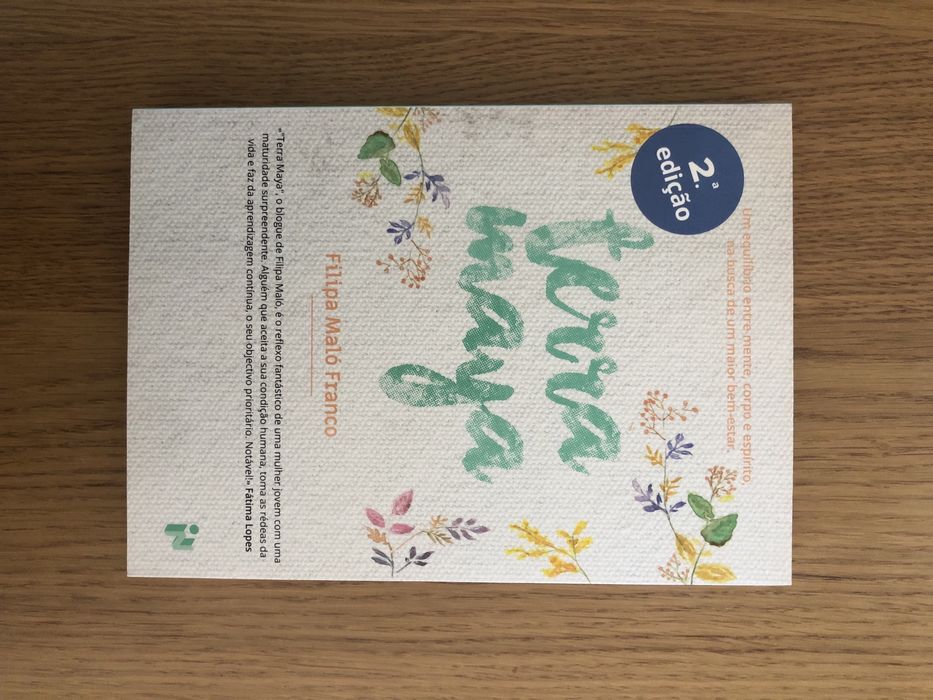 2.ª
edição
Um equilíbrio entre mente, corpo e espírito,
na busca de um maior bem-estar.
terra
maya
Filipa Maló Franco
«"Terra Maya", o blogue de Filipa Maló, é o reflexo fantástico de uma mulher jovem com uma
maturidade surpreendente. Alguém que aceita a sua condição humana, toma as rédeas da
vida e faz da aprendizagem contínua, o seu objectivo prioritário. Notável!» Fátima Lopes